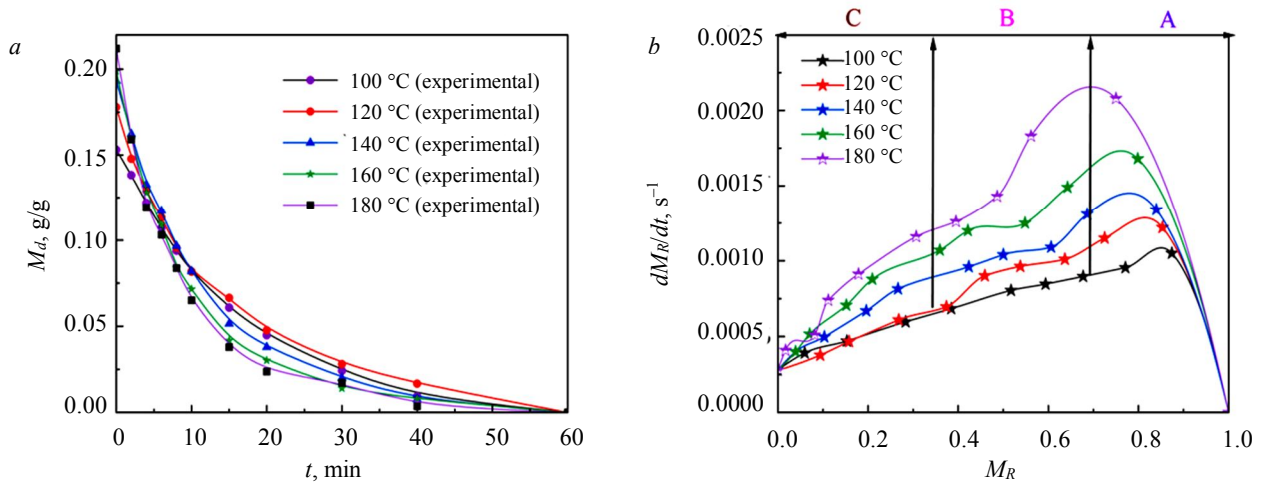 a
M_d, g/g
0.20
0.15
0.10
0.05
0.00
0 10 20 30 40 50 60
t, min
100 °C (experimental)
120 °C (experimental)
140 °C (experimental)
160 °C (experimental)
180 °C (experimental)
b
C B A
dM_R/dt, s⁻¹
0.0025
0.0020
0.0015
0.0010
0.0005
0.0000
0.0 0.2 0.4 0.6 0.8 1.0
M_R
100 °C
120 °C
140 °C
160 °C
180 °C